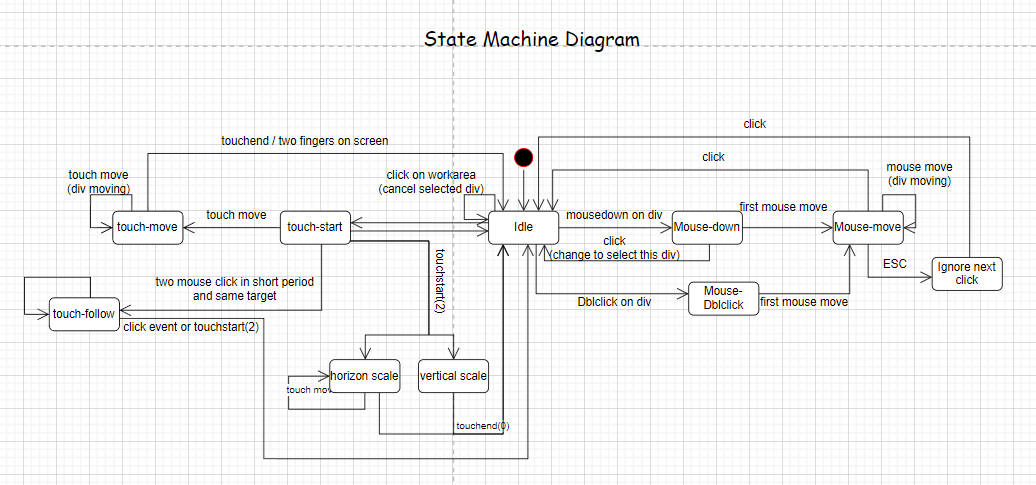 State Machine Diagram
click
touchend / two fingers on screen
click
touch move
(div moving)
click on workarea
(cancel selected div)
mouse move
(div moving)
touch-move
touch move
touch-start
Idle
mousedown on div
Mouse-down
first mouse move
Mouse-move
click
(change to select this div)
ESC
Ignore next
click
touchstart(2)
two mouse click in short period
and same target
Dblclick on div
Mouse-
Dblclick
first mouse move
touch-follow
click event or touchstart(2)
horizon scale
vertical scale
touch mov
touchend(0)